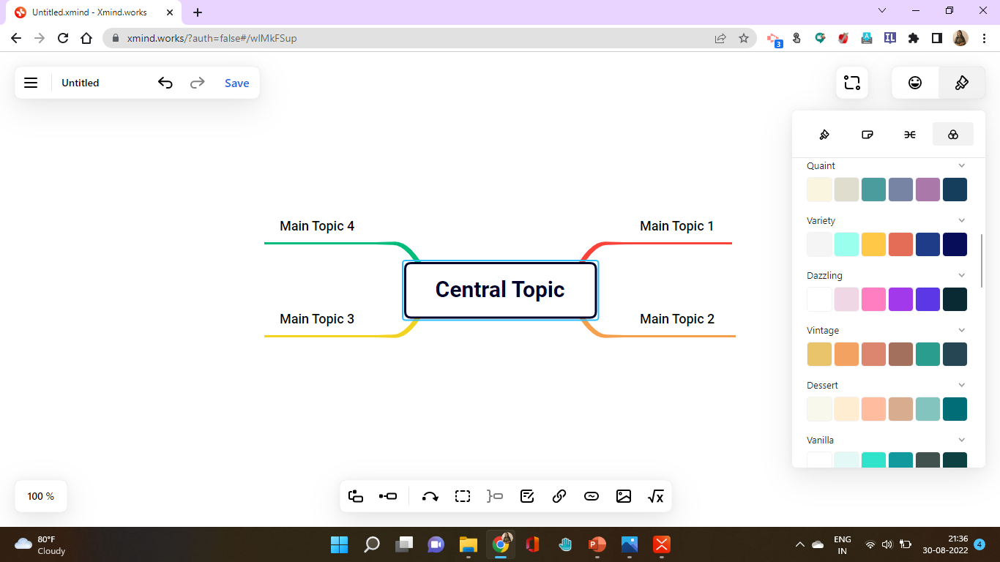 Untitled.xmind - Xmind.works
xmind.works/?auth=false#/wIMkFSup
3
Untitled
Save
Quaint
Variety
Dazzling
Vintage
Dessert
Vanilla
Main Topic 4
Main Topic 1
Central Topic
Main Topic 3
Main Topic 2
100 %
√x
80°F
Cloudy
ENG
IN
21:36
30-08-2022
4